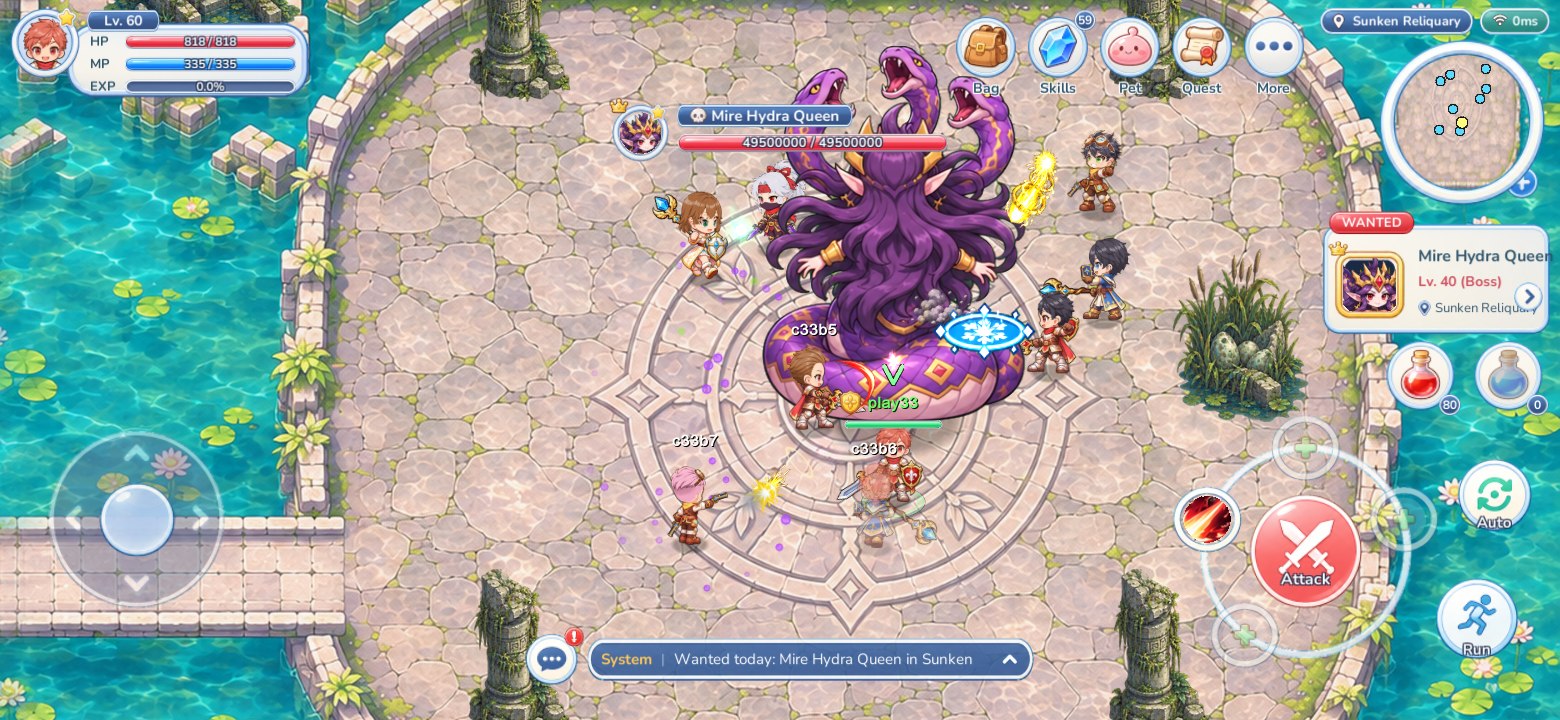 Lv. 60
HP 818 / 818
MP 335 / 335
EXP 0.0%
Mire Hydra Queen
49500000 / 49500000
59
Bag
Skills
Pet
Quest
More
Sunken Reliquary
0ms
WANTED
Mire Hydra Queen
Lv. 40 (Boss)
Sunken Reliquary
80
0
c33b5
play33
c33b7
c33b6
Auto
Attack
Run
System | Wanted today: Mire Hydra Queen in Sunken